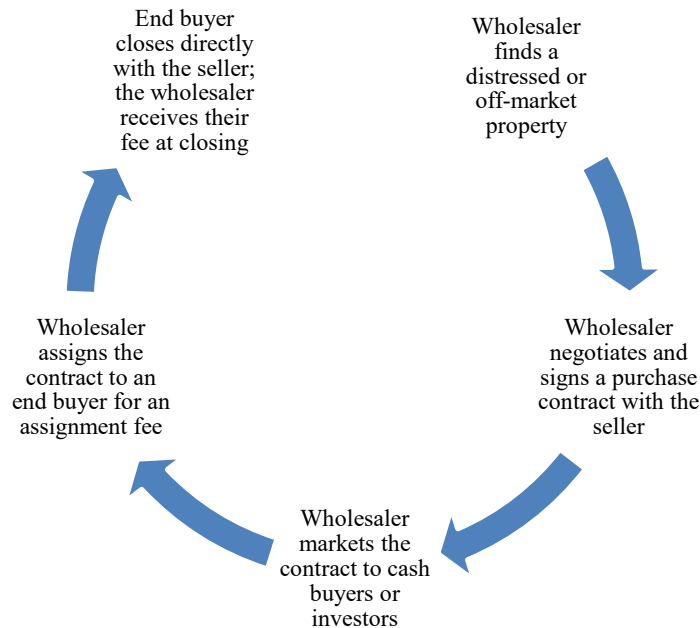 Wholesaler
finds a
distressed or
off-market
property
Wholesaler
negotiates and
signs a purchase
contract with the
seller
Wholesaler
markets the
contract to cash
buyers or
investors
Wholesaler
assigns the
contract to an
end buyer for an
assignment fee
End buyer
closes directly
with the seller;
the wholesaler
receives their
fee at closing